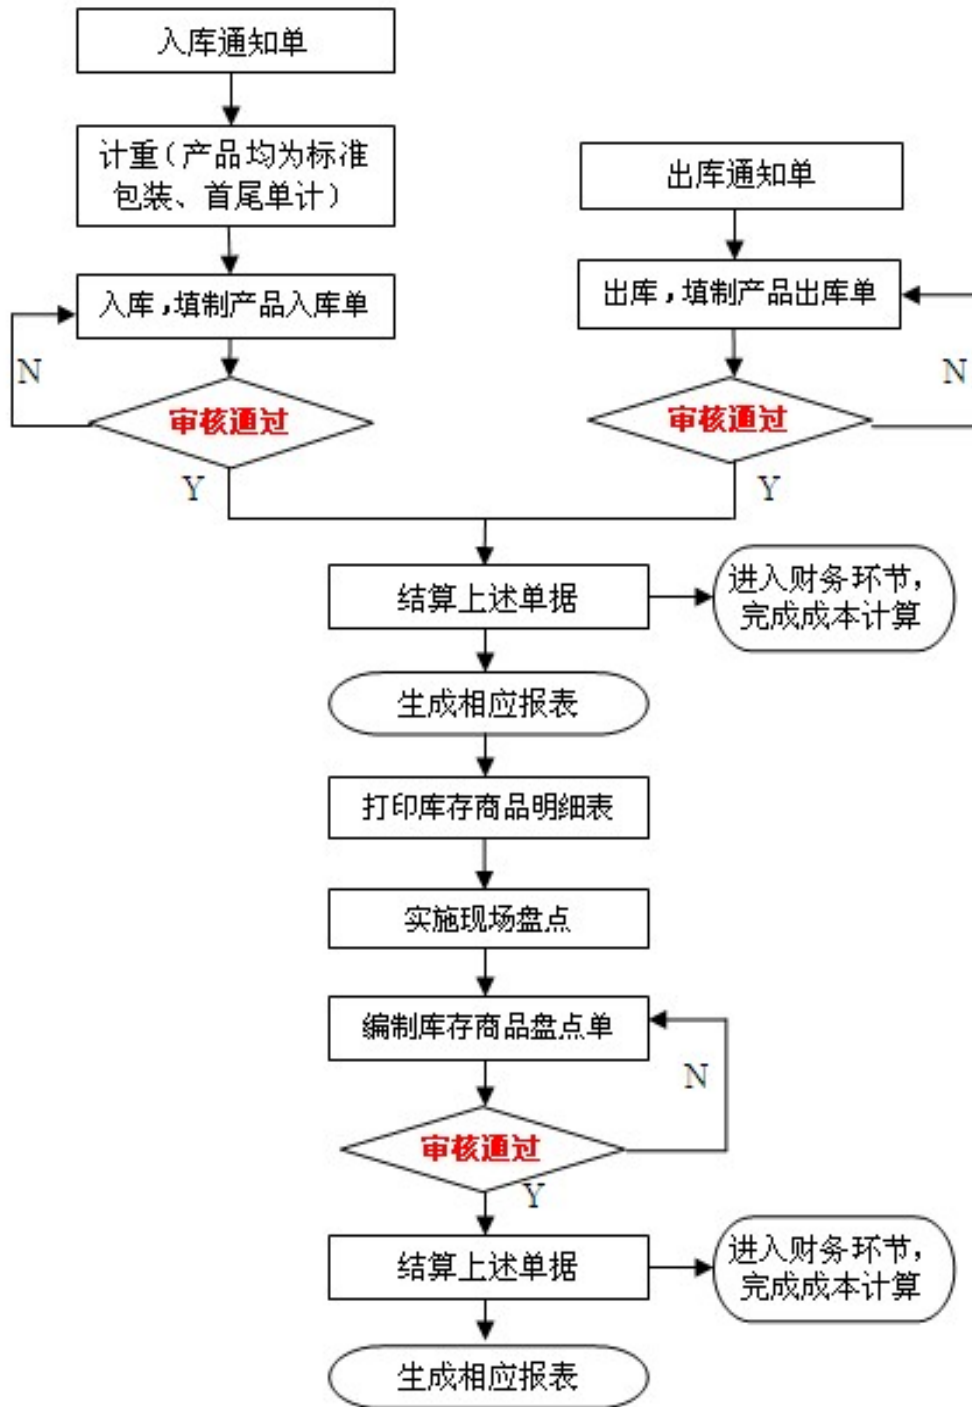 入库通知单
计重(产品均为标准
包装、首尾单计)
入库,填制产品入库单
N
审核通过
Y
出库通知单
出库,填制产品出库单
N
审核通过
Y
结算上述单据
进入财务环节,
完成成本计算
生成相应报表
打印库存商品明细表
实施现场盘点
编制库存商品盘点单
N
审核通过
Y
结算上述单据
进入财务环节,
完成成本计算
生成相应报表